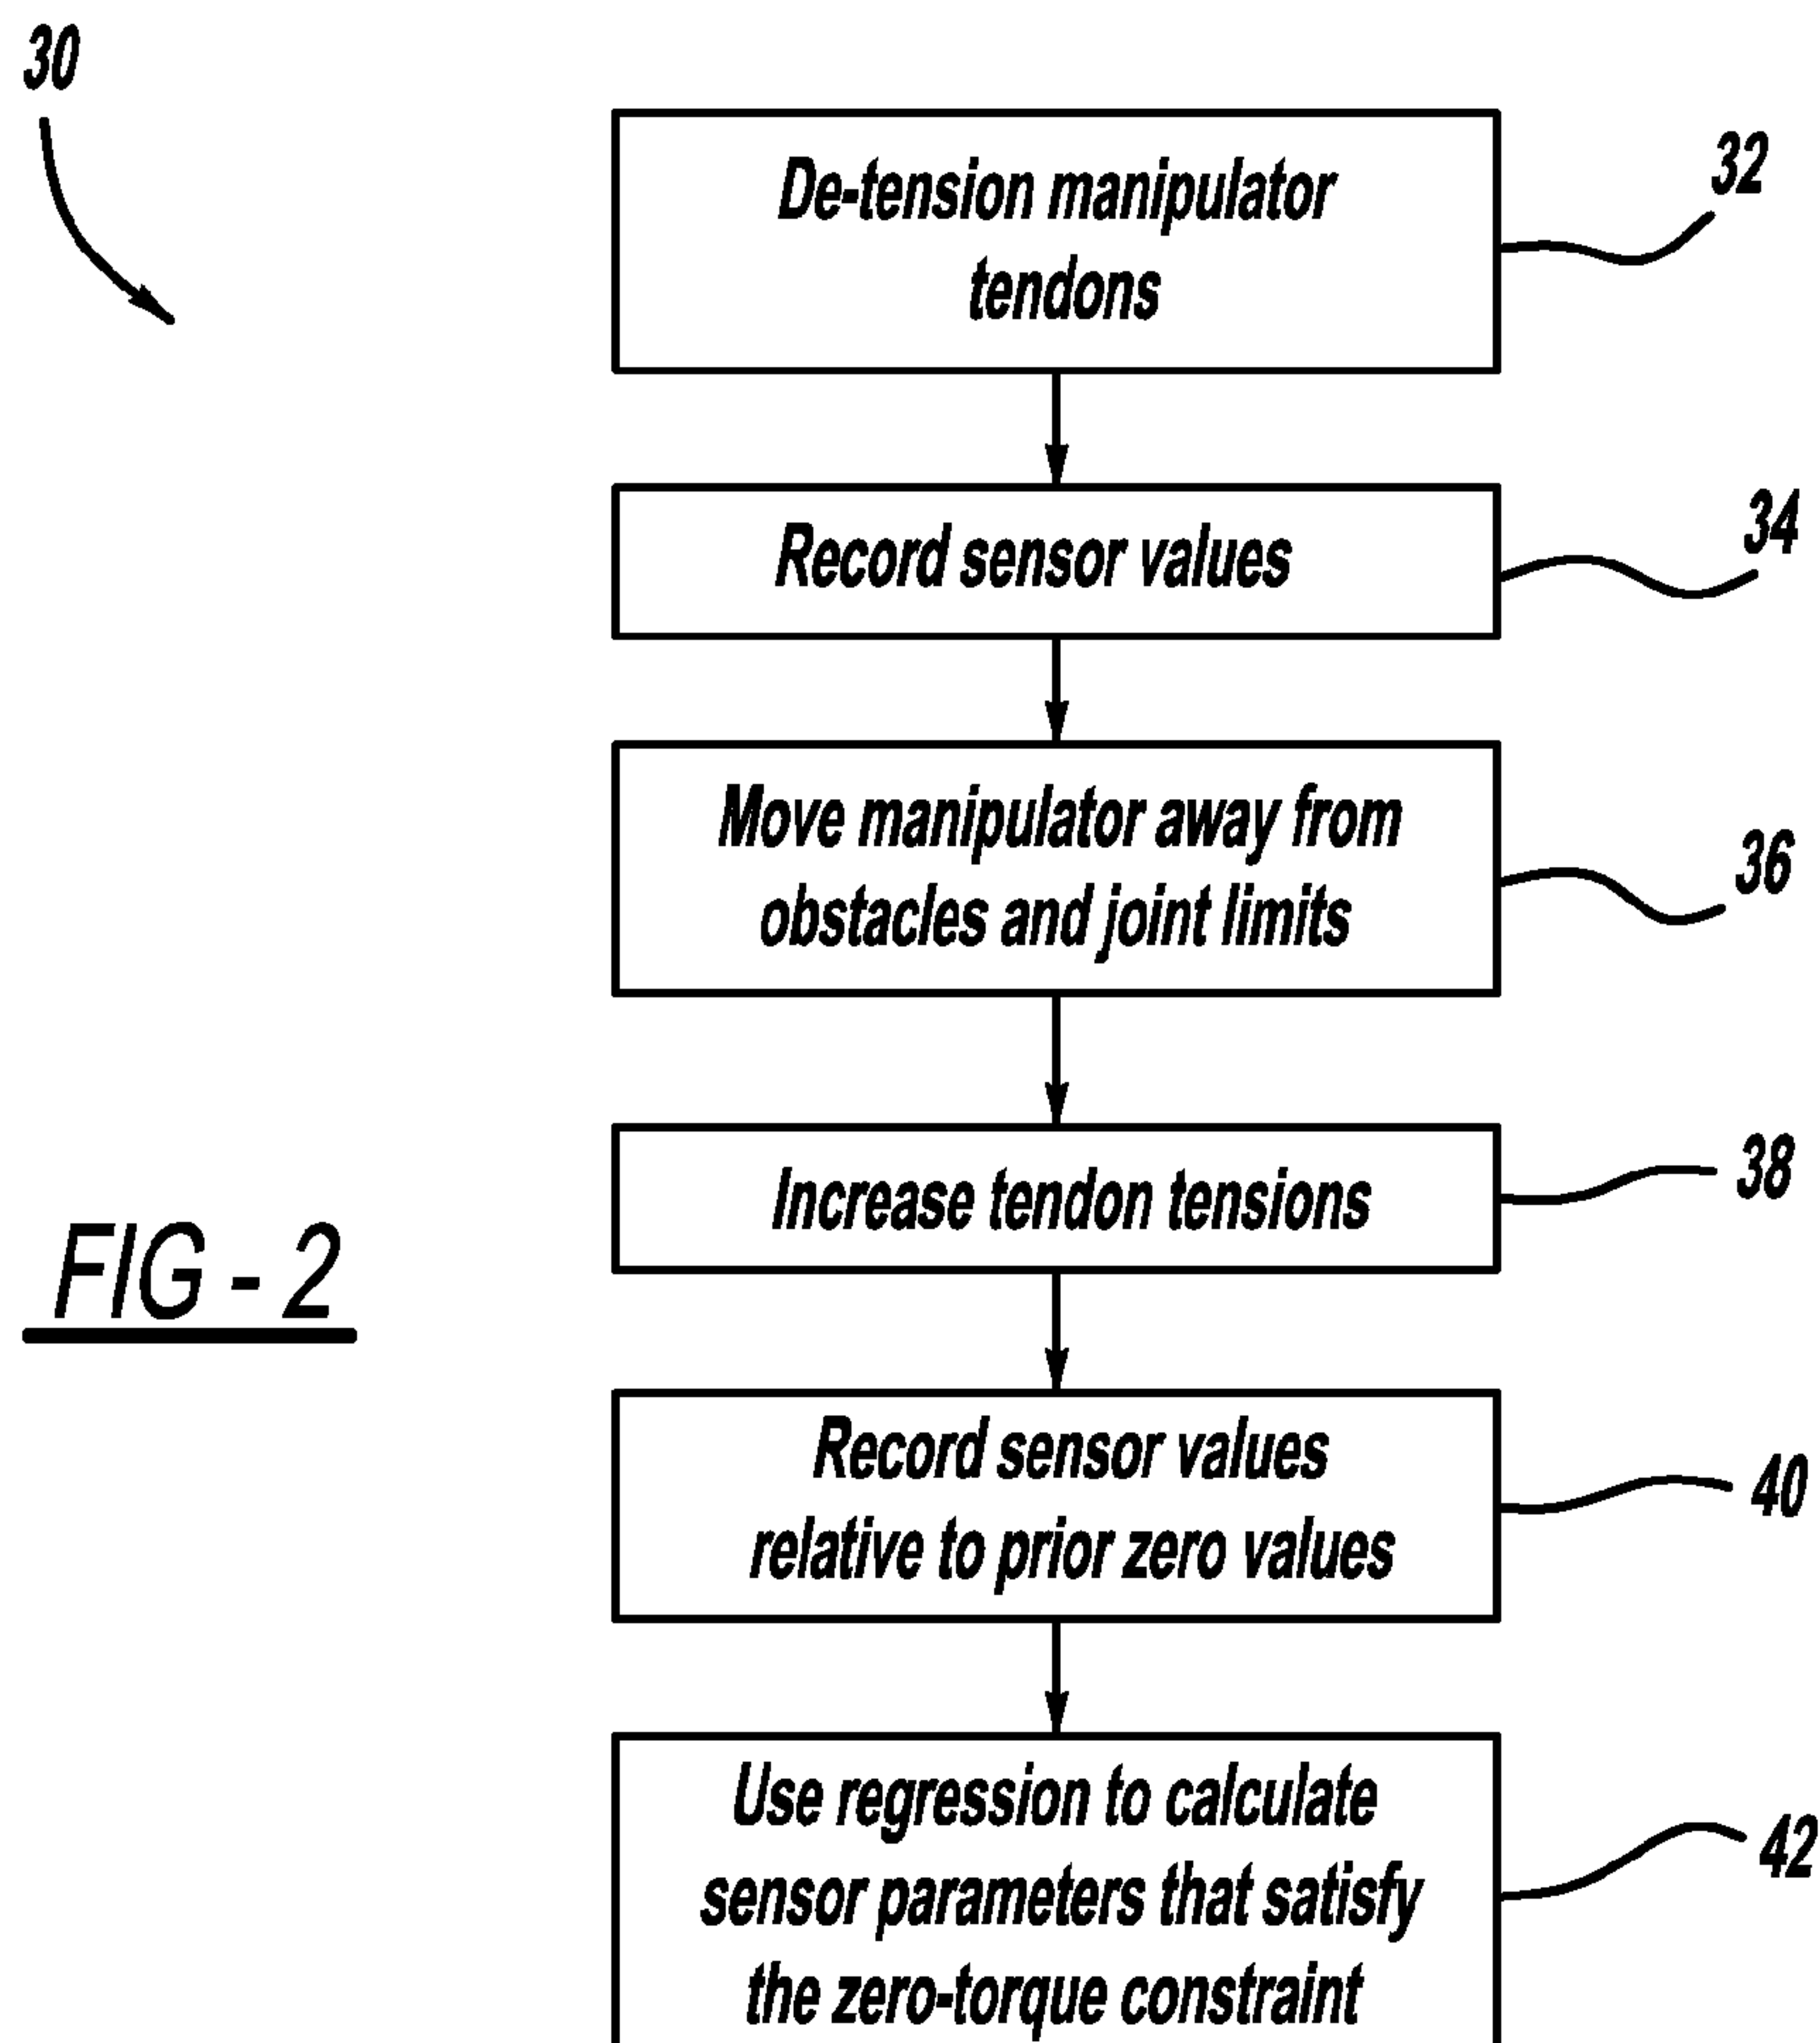 30
De-tension manipulator
tendons
32
Record sensor values
34
Move manipulator away from
obstacles and joint limits
36
Increase tendon tensions
38
FIG - 2
Record sensor values
relative to prior zero values
40
Use regression to calculate
sensor parameters that satisfy
the zero-torque constraint
42